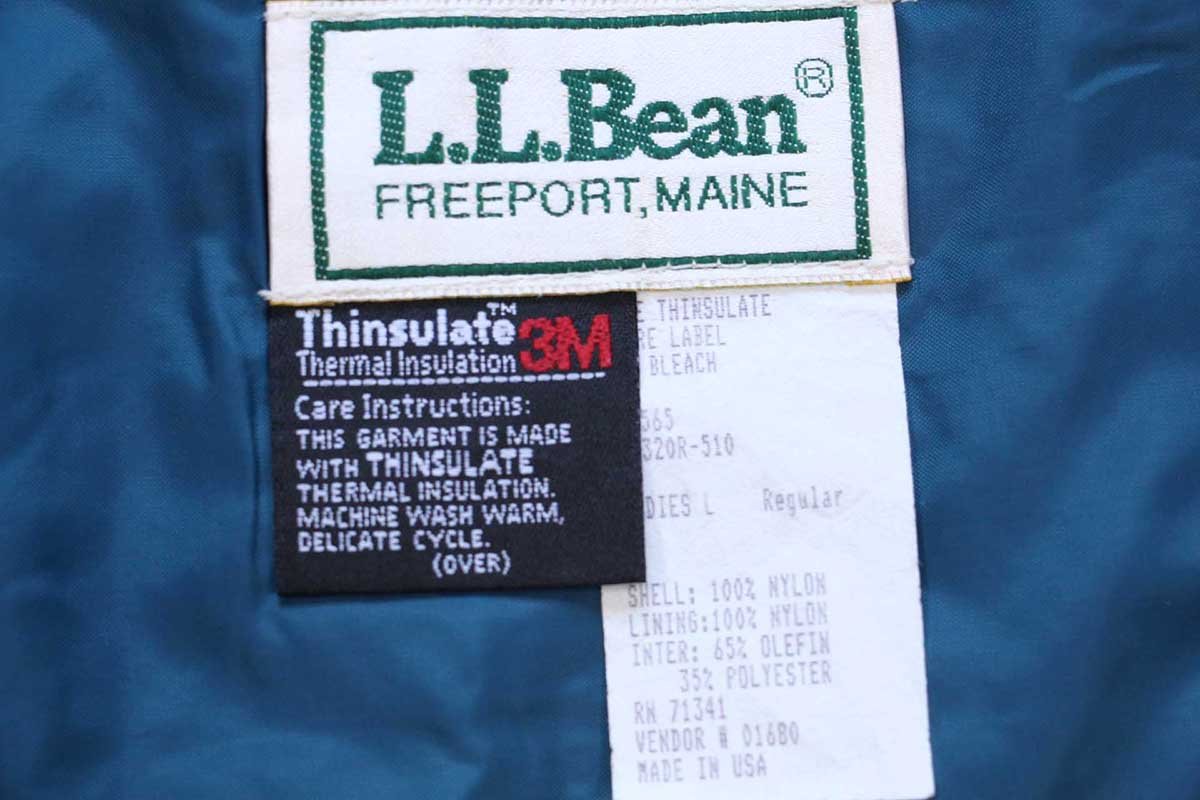 L.L.Bean®
FREEPORT, MAINE
Thinsulate™ 3M
Thermal Insulation
Care Instructions:
THIS GARMENT IS MADE
WITH THINSULATE
THERMAL INSULATION.
MACHINE WASH WARM,
DELICATE CYCLE.
(OVER)
THINSULATE
RE LABEL
BLEACH
565
320R-510
DIES L Regular
SHELL: 100% NYLON
LINING:100% NYLON
INTER: 65% OLEFIN
35% POLYESTER
RN 71341
VENDOR # 01680
MADE IN USA